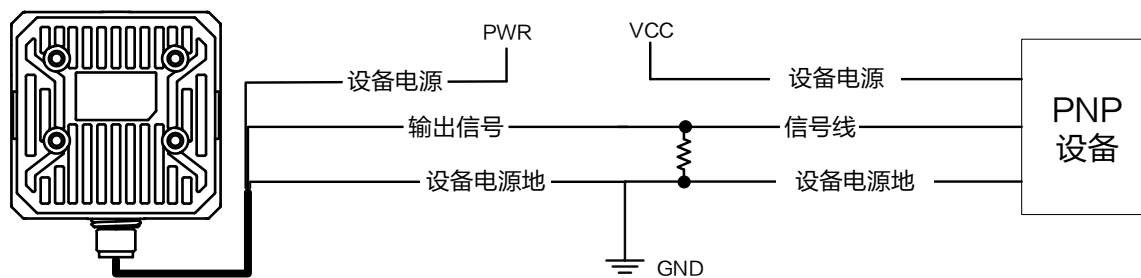 PWR
VCC
设备电源
设备电源
PNP
设备
输出信号
信号线
设备电源地
设备电源地
GND